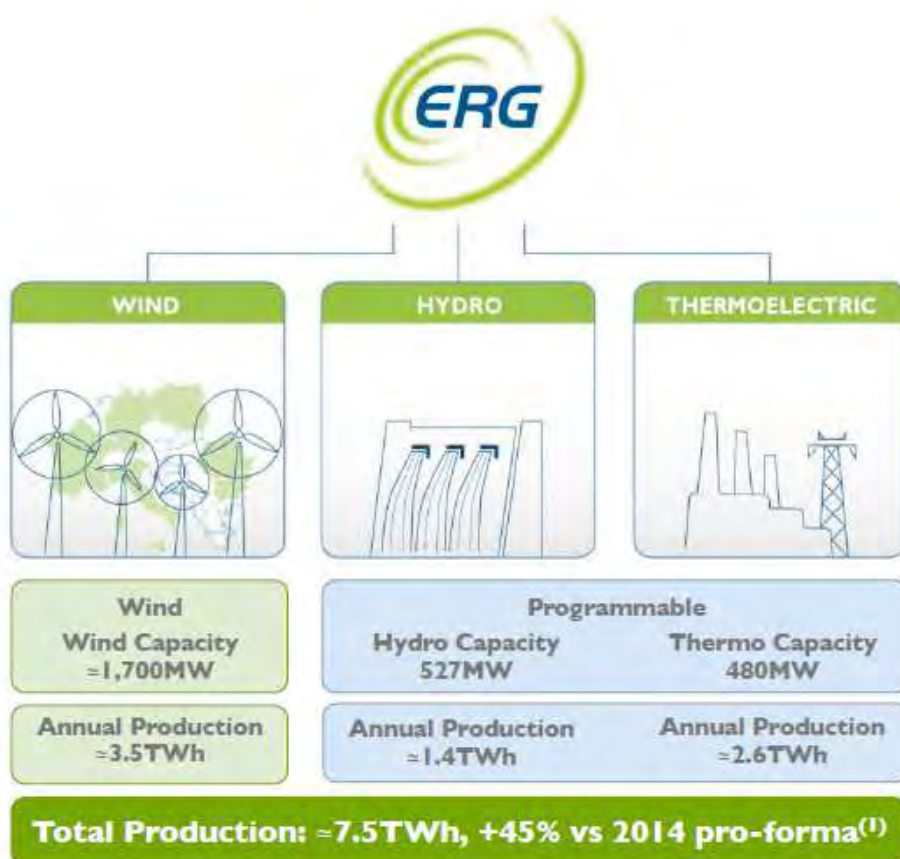 ERG
WIND
HYDRO
THERMOELECTRIC
Wind
Wind Capacity
≈1,700MW
Programmable
Hydro Capacity
527MW
Thermo Capacity
480MW
Annual Production
≈3.5TWh
Annual Production
≈1.4TWh
Annual Production
≈2.6TWh
Total Production: ≈7.5TWh, +45% vs 2014 pro-forma(1)